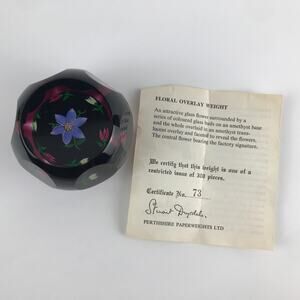 FLORAL OVERLAY WEIGHT
An attractive glass flower surrounded by a
series of coloured glass buds on an amethyst base
and the whole overlaid in an amethyst trans-
lucent overlay and faceted to reveal the flowers.
The central flower bearing the factory signature.
We certify that this weight is one of a
restricted issue of 300 pieces.
Certificate No. 73
Stuart Drysdale.
PERTHSHIRE PAPERWEIGHTS LTD